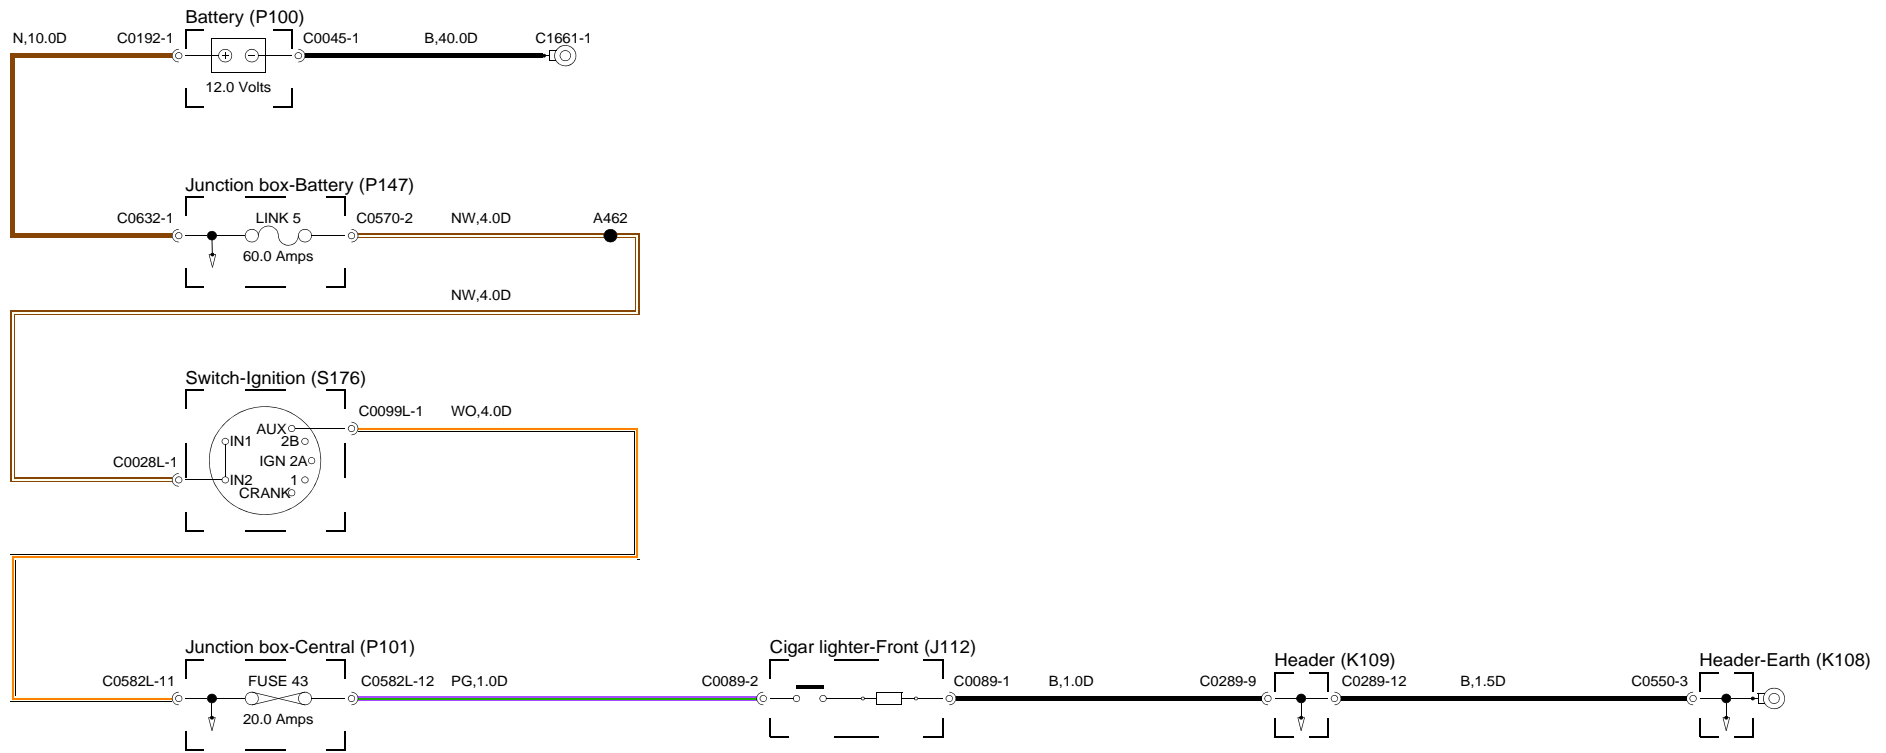 Battery (P100)
N,10.0D
C0192-1
C0045-1
B,40.0D
C1661-1
12.0 Volts
Junction box-Battery (P147)
C0632-1
LINK 5
C0570-2
NW,4.0D
A462
60.0 Amps
NW,4.0D
Switch-Ignition (S176)
C0099L-1
WO,4.0D
AUX
IN1
2B
C0028L-1
IGN 2A
IN2
1
CRANK
Junction box-Central (P101)
Cigar lighter-Front (J112)
Header (K109)
Header-Earth (K108)
C0582L-11
FUSE 43
C0582L-12
PG,1.0D
C0089-2
C0089-1
B,1.0D
C0289-9
C0289-12
B,1.5D
C0550-3
20.0 Amps